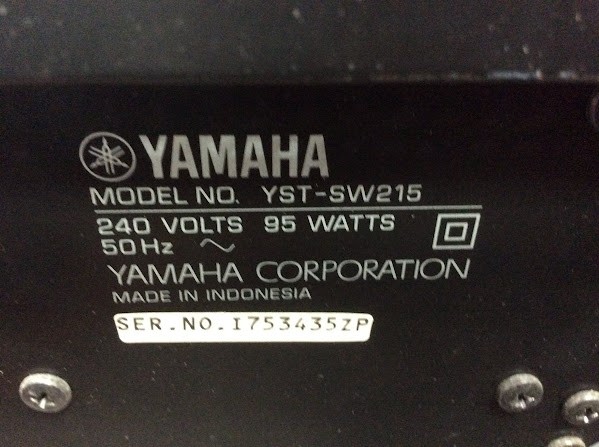 YAMAHA
MODEL NO. YST-SW215
240 VOLTS 95 WATTS
50Hz ~
YAMAHA CORPORATION
MADE IN INDONESIA
SER.NO.I753435ZP